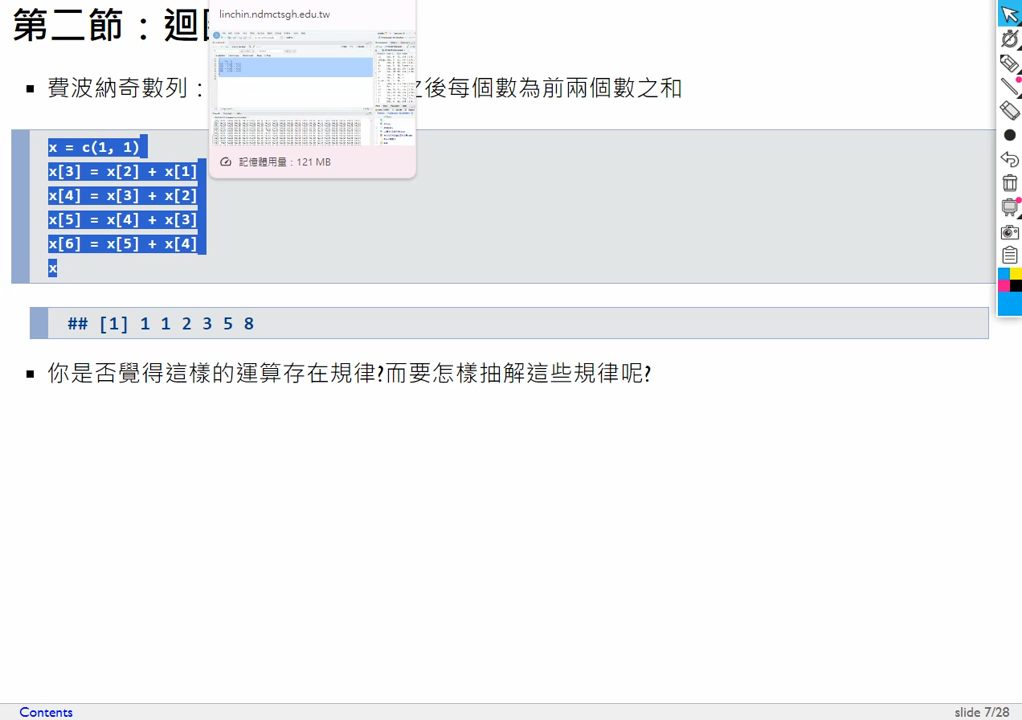 第二節：迴
linchin.ndmctsgh.edu.tw
記憶體用量：121 MB
費波納奇數列：
之後每個數為前兩個數之和
x = c(1, 1)
x[3] = x[2] + x[1]
x[4] = x[3] + x[2]
x[5] = x[4] + x[3]
x[6] = x[5] + x[4]
x
## [1] 1 1 2 3 5 8
你是否覺得這樣的運算存在規律?而要怎樣抽解這些規律呢?
Contents
slide 7/28